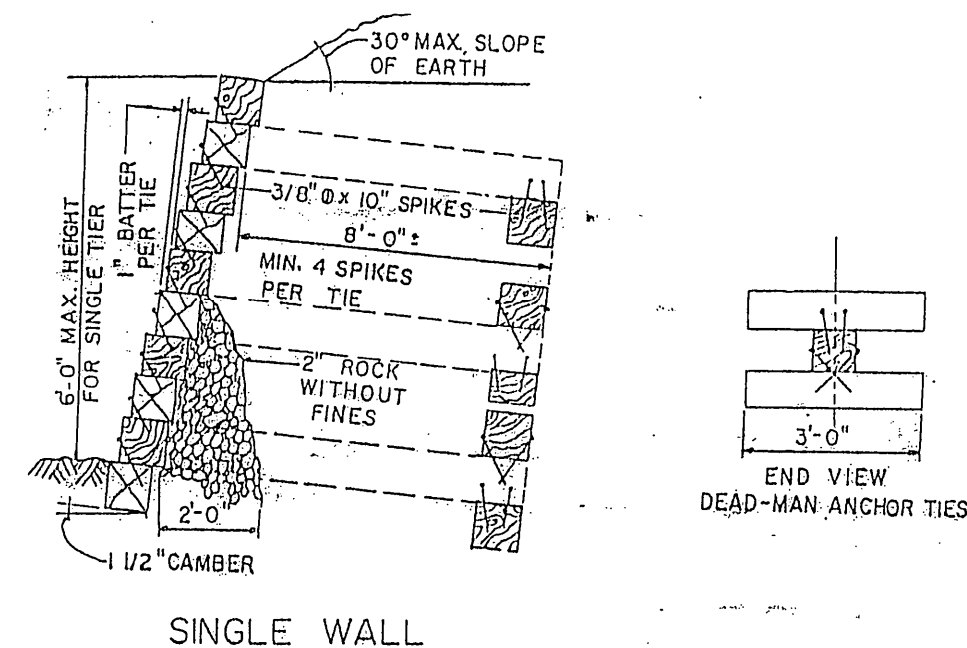 30° MAX. SLOPE
OF EARTH
1" BATTER
PER TIE
6'-0" MAX. HEIGHT
FOR SINGLE TIER
3/8" Φ x 10" SPIKES
8'-0" ±
MIN. 4 SPIKES
PER TIE
2" ROCK
WITHOUT
FINES
2'-0"
1 1/2" CAMBER
3'-0"
END VIEW
DEAD-MAN ANCHOR TIES
SINGLE WALL